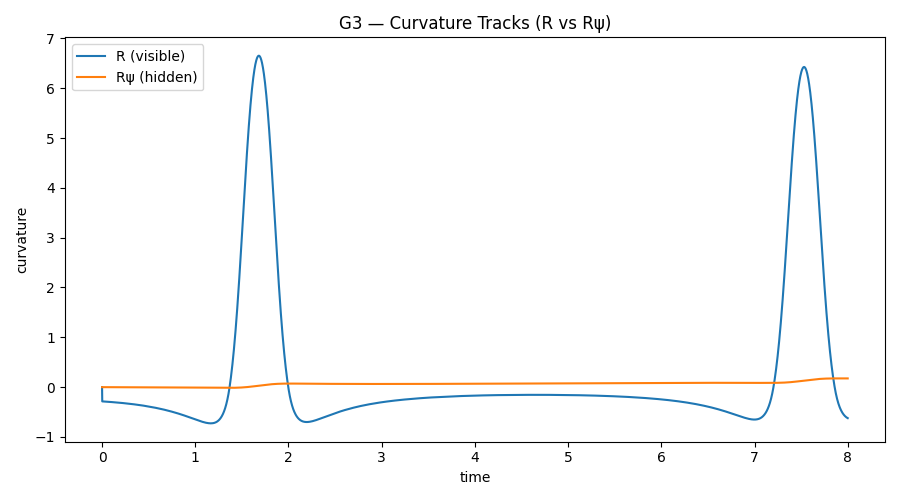 G3 — Curvature Tracks (R vs Rψ)
R (visible)
Rψ (hidden)
curvature
7
6
5
4
3
2
1
0
−1
0 1 2 3 4 5 6 7 8
time